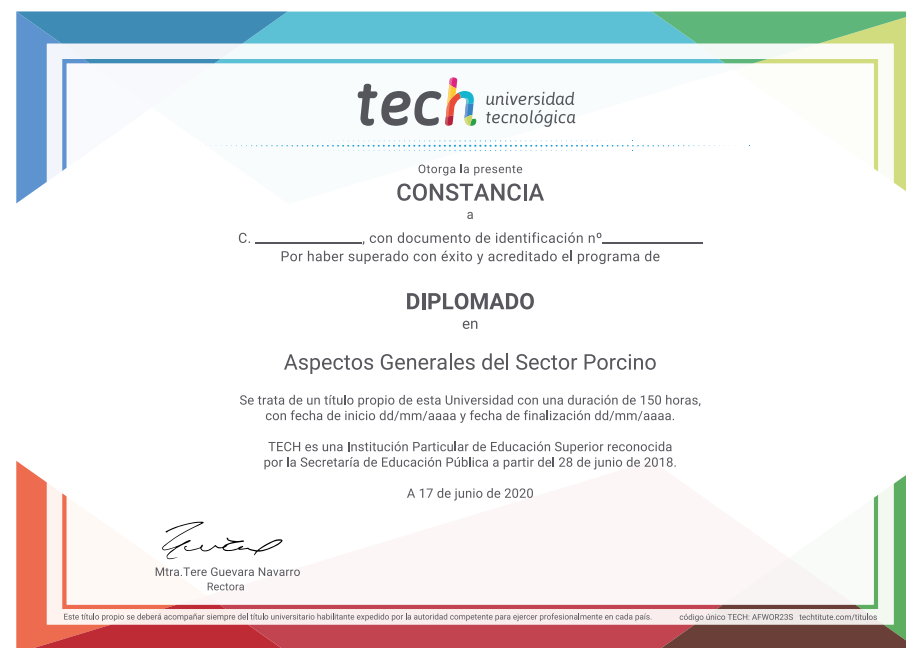 tech universidad
tecnológica
Otorga la presente
CONSTANCIA
a
C. ____________, con documento de identificación nº____________
Por haber superado con éxito y acreditado el programa de
DIPLOMADO
en
Aspectos Generales del Sector Porcino
Se trata de un título propio de esta Universidad con una duración de 150 horas,
con fecha de inicio dd/mm/aaaa y fecha de finalización dd/mm/aaaa.
TECH es una Institución Particular de Educación Superior reconocida
por la Secretaría de Educación Pública a partir del 28 de junio de 2018.
A 17 de junio de 2020
Mtra.Tere Guevara Navarro
Rectora
Este título propio se deberá acompañar siempre del título universitario habilitante expedido por la autoridad competente para ejercer profesionalmente en cada país. código único TECH: AFWOR23S techtitute.com/titulos